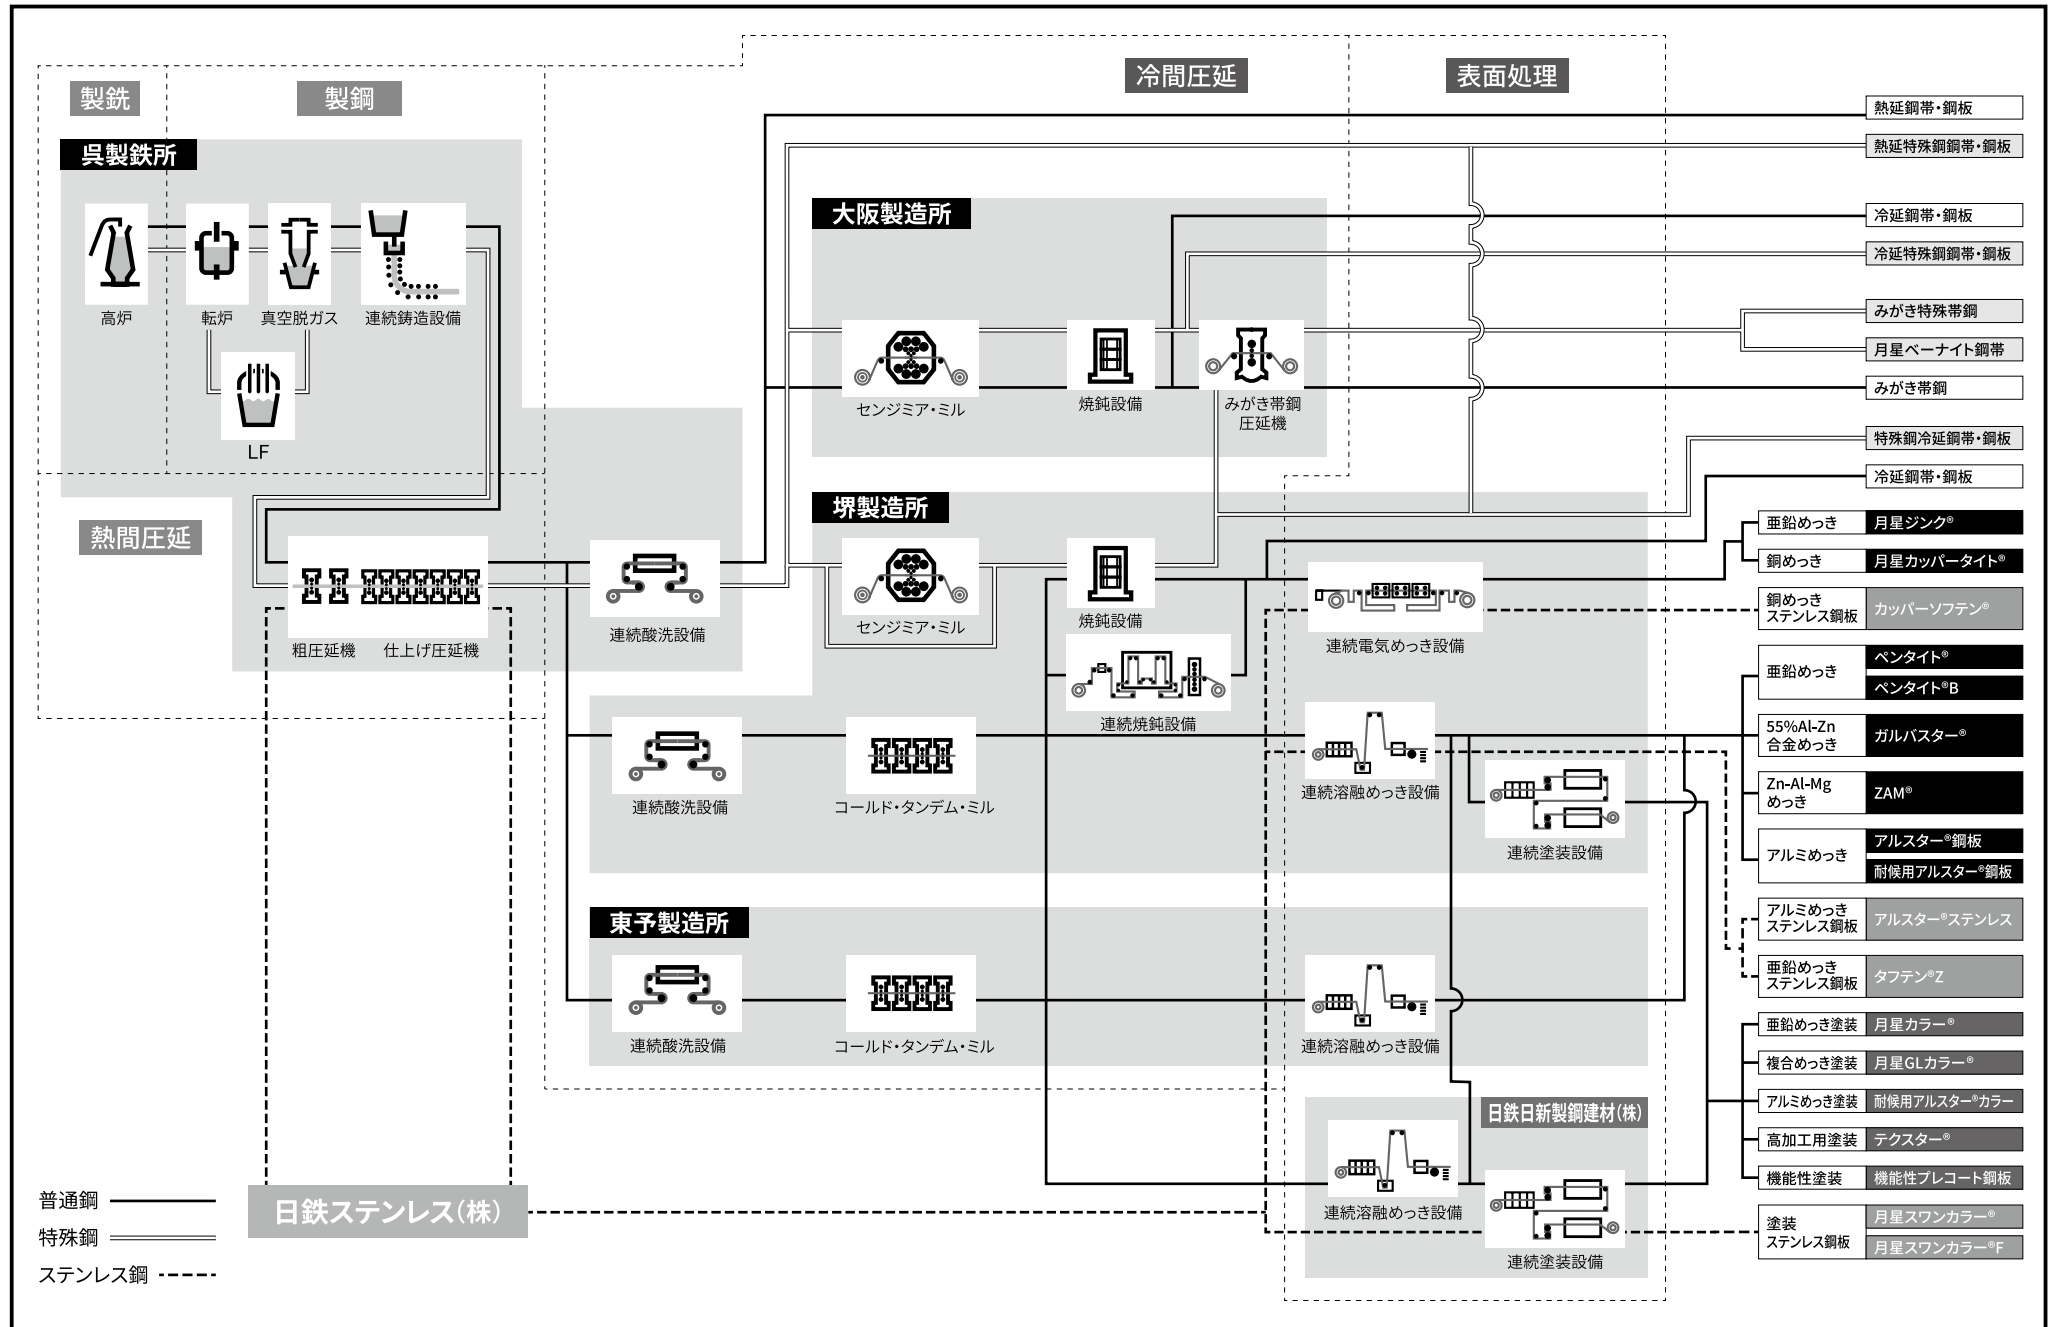 製銑
製鋼
冷間圧延
表面処理
呉製鉄所
高炉
転炉
真空脱ガス
連続鋳造設備
LF
熱間圧延
粗圧延機
仕上げ圧延機
連続酸洗設備
大阪製造所
センジミア・ミル
焼鈍設備
みがき帯鋼
圧延機
堺製造所
センジミア・ミル
焼鈍設備
連続焼鈍設備
連続電気めっき設備
連続酸洗設備
コールド・タンデム・ミル
連続溶融めっき設備
連続塗装設備
東予製造所
連続酸洗設備
コールド・タンデム・ミル
連続溶融めっき設備
日鉄日新製鋼建材(株)
連続溶融めっき設備
連続塗装設備
熱延鋼帯・鋼板
熱延特殊鋼鋼帯・鋼板
冷延鋼帯・鋼板
冷延特殊鋼鋼帯・鋼板
みがき特殊帯鋼
月星ベーナイト鋼帯
みがき帯鋼
特殊鋼冷延鋼帯・鋼板
冷延鋼帯・鋼板
亜鉛めっき 月星ジンク®
銅めっき 月星カッパータイト®
銅めっき
ステンレス鋼板
カッパーソフテン®
亜鉛めっき
ペンタイト®
ペンタイト®B
55%Al-Zn
合金めっき
ガルバスター®
Zn-Al-Mg
めっき
ZAM®
アルミめっき
アルスター®鋼板
耐候用アルスター®鋼板
アルミめっき
ステンレス鋼板
アルスター®ステンレス
亜鉛めっき
ステンレス鋼板
タフテン®Z
亜鉛めっき塗装 月星カラー®
複合めっき塗装 月星GLカラー®
アルミめっき塗装 耐候用アルスター®カラー
高加工用塗装 テクスター®
機能性塗装 機能性プレコート鋼板
塗装
ステンレス鋼板
月星スワンカラー®
月星スワンカラー®F
普通鋼
特殊鋼
ステンレス鋼
日鉄ステンレス(株)